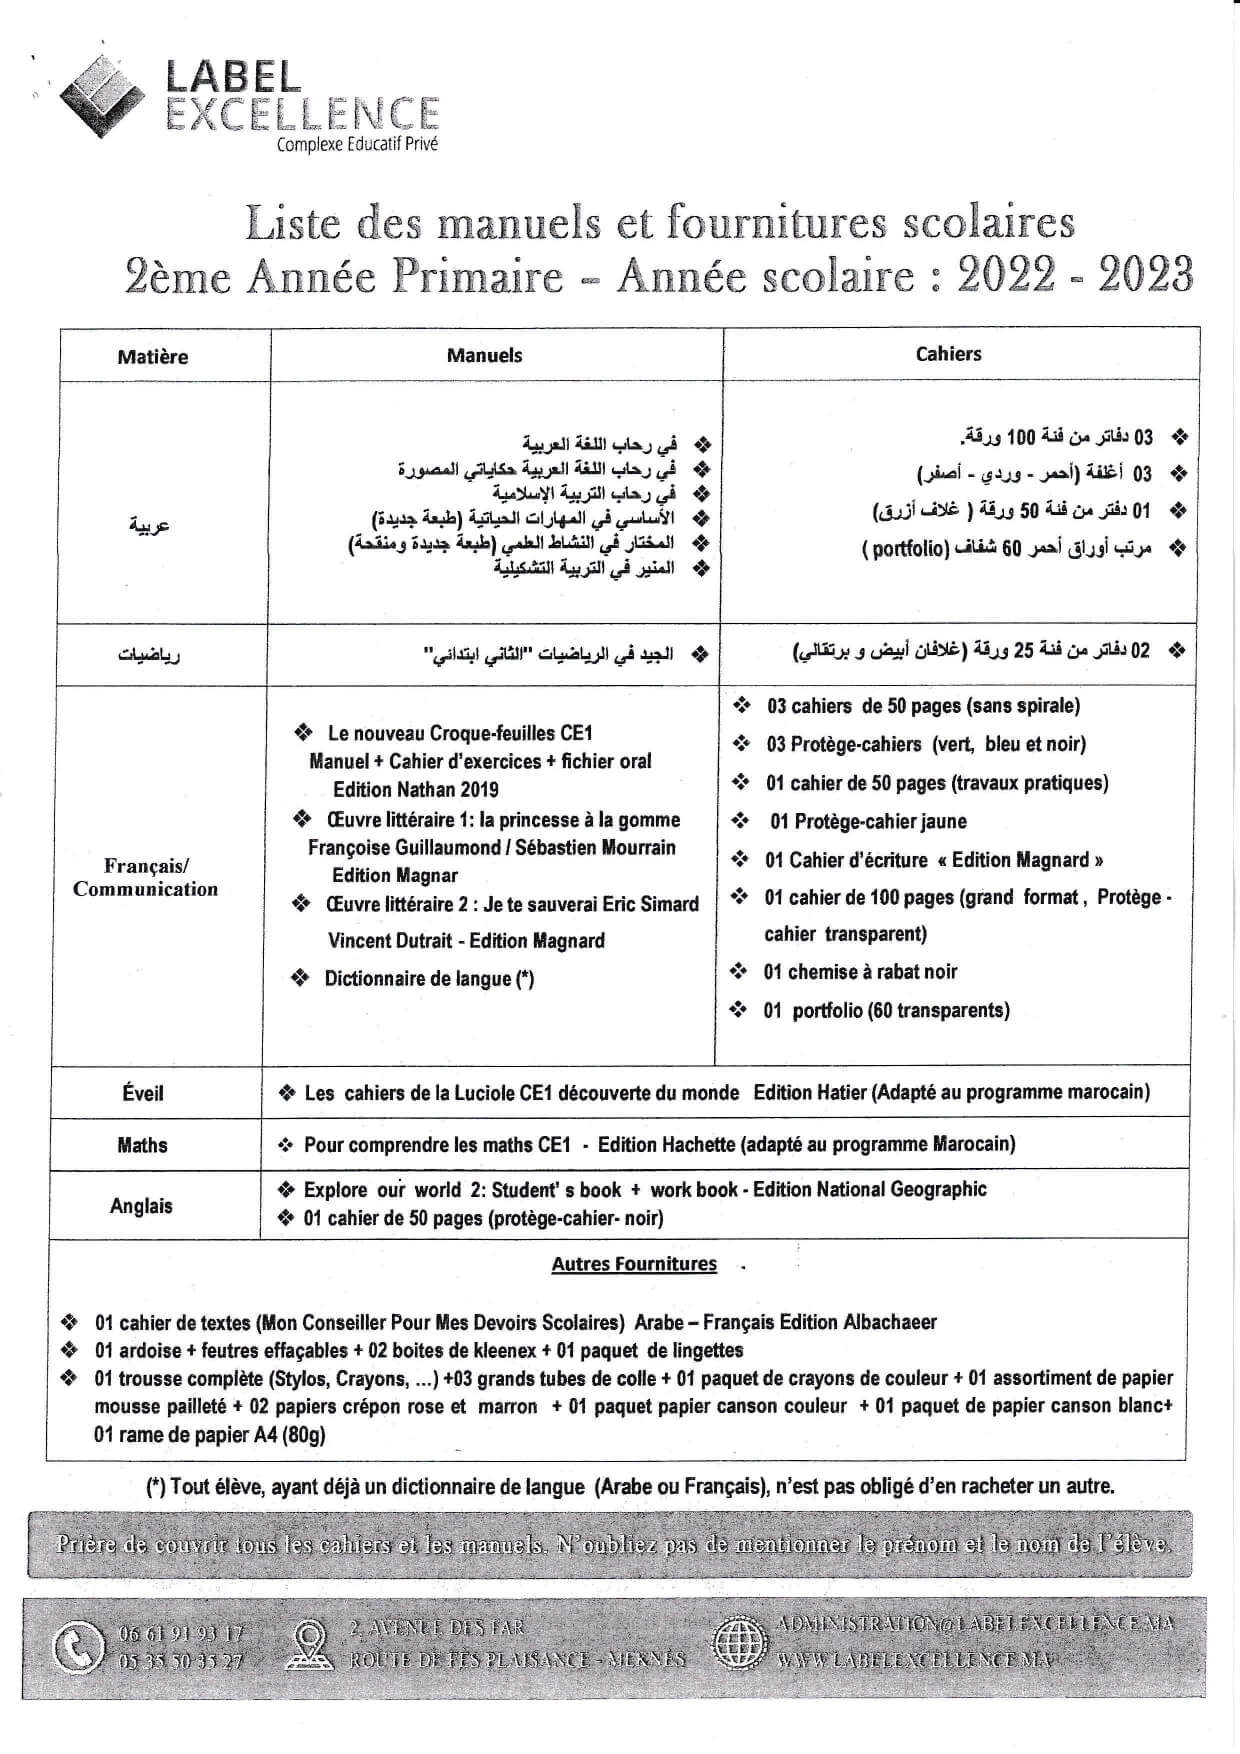 LABEL
EXCELLENCE
Complexe Educatif Privé
Liste des manuels et fournitures scolaires
2ème Année Primaire - Année scolaire : 2022 - 2023
Matière
Manuels
Cahiers
عربية
❖ في رحاب اللغة العربية
❖ في رحاب اللغة العربية حكاياتي المصورة
❖ في رحاب التربية الإسلامية
❖ الأساسي في المهارات الحياتية (طبعة جديدة)
❖ المختار في النشاط العلمي (طبعة جديدة ومنقحة)
❖ المنير في التربية التشكيلية
❖ 03 دفاتر من فئة 100 ورقة.
❖ 03 أغلفة (أحمر - وردي - أصفر)
❖ 01 دفتر من فئة 50 ورقة ( غلاف أزرق)
❖ مرتب أوراق أحمر 60 شفاف (portfolio )
رياضيات
❖ الجيد في الرياضيات "الثاني ابتدائي"
❖ 02 دفاتر من فئة 25 ورقة (غلافان أبيض و برتقالي)
Français/
Communication
❖ Le nouveau Croque-feuilles CE1
Manuel + Cahier d'exercices + fichier oral
Edition Nathan 2019
❖ Œuvre littéraire 1: la princesse à la gomme
Françoise Guillaumond / Sébastien Mourrain
Edition Magnar
❖ Œuvre littéraire 2 : Je te sauverai Eric Simard
Vincent Dutrait - Edition Magnard
❖ Dictionnaire de langue (*)
❖ 03 cahiers de 50 pages (sans spirale)
❖ 03 Protège-cahiers (vert, bleu et noir)
❖ 01 cahier de 50 pages (travaux pratiques)
❖ 01 Protège-cahier jaune
❖ 01 Cahier d'écriture « Edition Magnard »
❖ 01 cahier de 100 pages (grand format , Protège -
cahier transparent)
❖ 01 chemise à rabat noir
❖ 01 portfolio (60 transparents)
Éveil
❖ Les cahiers de la Luciole CE1 découverte du monde Edition Hatier (Adapté au programme marocain)
Maths
❖ Pour comprendre les maths CE1 - Edition Hachette (adapté au programme Marocain)
Anglais
❖ Explore our world 2: Student' s book + work book - Edition National Geographic
❖ 01 cahier de 50 pages (protège-cahier- noir)
Autres Fournitures
❖ 01 cahier de textes (Mon Conseiller Pour Mes Devoirs Scolaires) Arabe – Français Edition Albachaeer
❖ 01 ardoise + feutres effaçables + 02 boites de kleenex + 01 paquet de lingettes
❖ 01 trousse complète (Stylos, Crayons, ...) +03 grands tubes de colle + 01 paquet de crayons de couleur + 01 assortiment de papier
mousse pailleté + 02 papiers crépon rose et marron + 01 paquet papier canson couleur + 01 paquet de papier canson blanc+
01 rame de papier A4 (80g)
(*) Tout élève, ayant déjà un dictionnaire de langue (Arabe ou Français), n'est pas obligé d'en racheter un autre.
Prière de couvrir tous les cahiers et les manuels. N'oubliez pas de mentionner le prénom et le nom de l'élève.
06 61 91 93 17
05 35 50 35 27
2, AVENUE DES FAR
ROUTE DE FÈS PLAISANCE - MEKNÈS
ADMINISTRATION@LABELEXCELLENCE.MA
WWW.LABELEXCELLENCE.MA